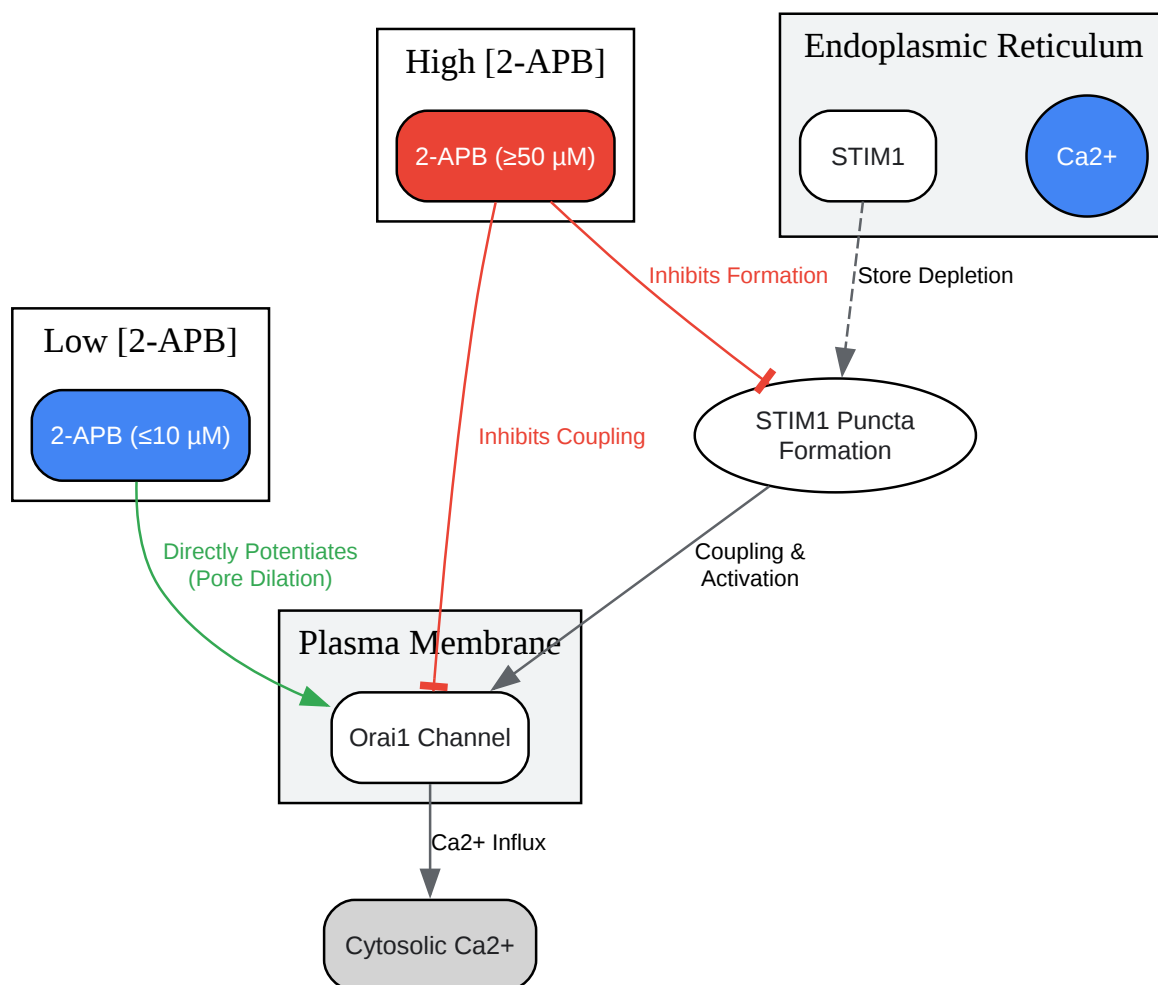 High [2-APB]
2-APB (≥50 µM)
Endoplasmic Reticulum
STIM1
Ca2+
Inhibits Formation
Store Depletion
Low [2-APB]
2-APB (≤10 µM)
Inhibits Coupling
STIM1 Puncta
Formation
Directly Potentiates
(Pore Dilation)
Coupling &
Activation
Plasma Membrane
Orai1 Channel
Ca2+ Influx
Cytosolic Ca2+